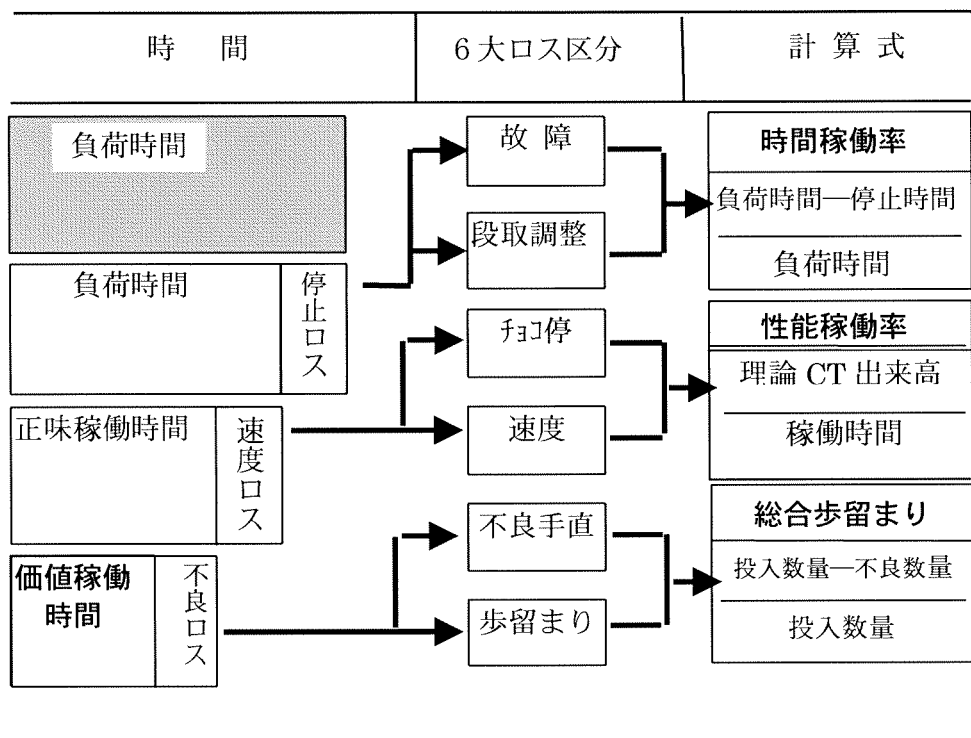 時 間
6大ロス区分
計 算 式
負荷時間
故 障
時間稼働率
負荷時間―停止時間
負荷時間
段取調整
負荷時間
停止ロス
チョコ停
性能稼働率
理論 CT 出来高
稼働時間
正味稼働時間
速度ロス
速度
不良手直
総合歩留まり
投入数量―不良数量
投入数量
価値稼働
時間
不良ロス
歩留まり